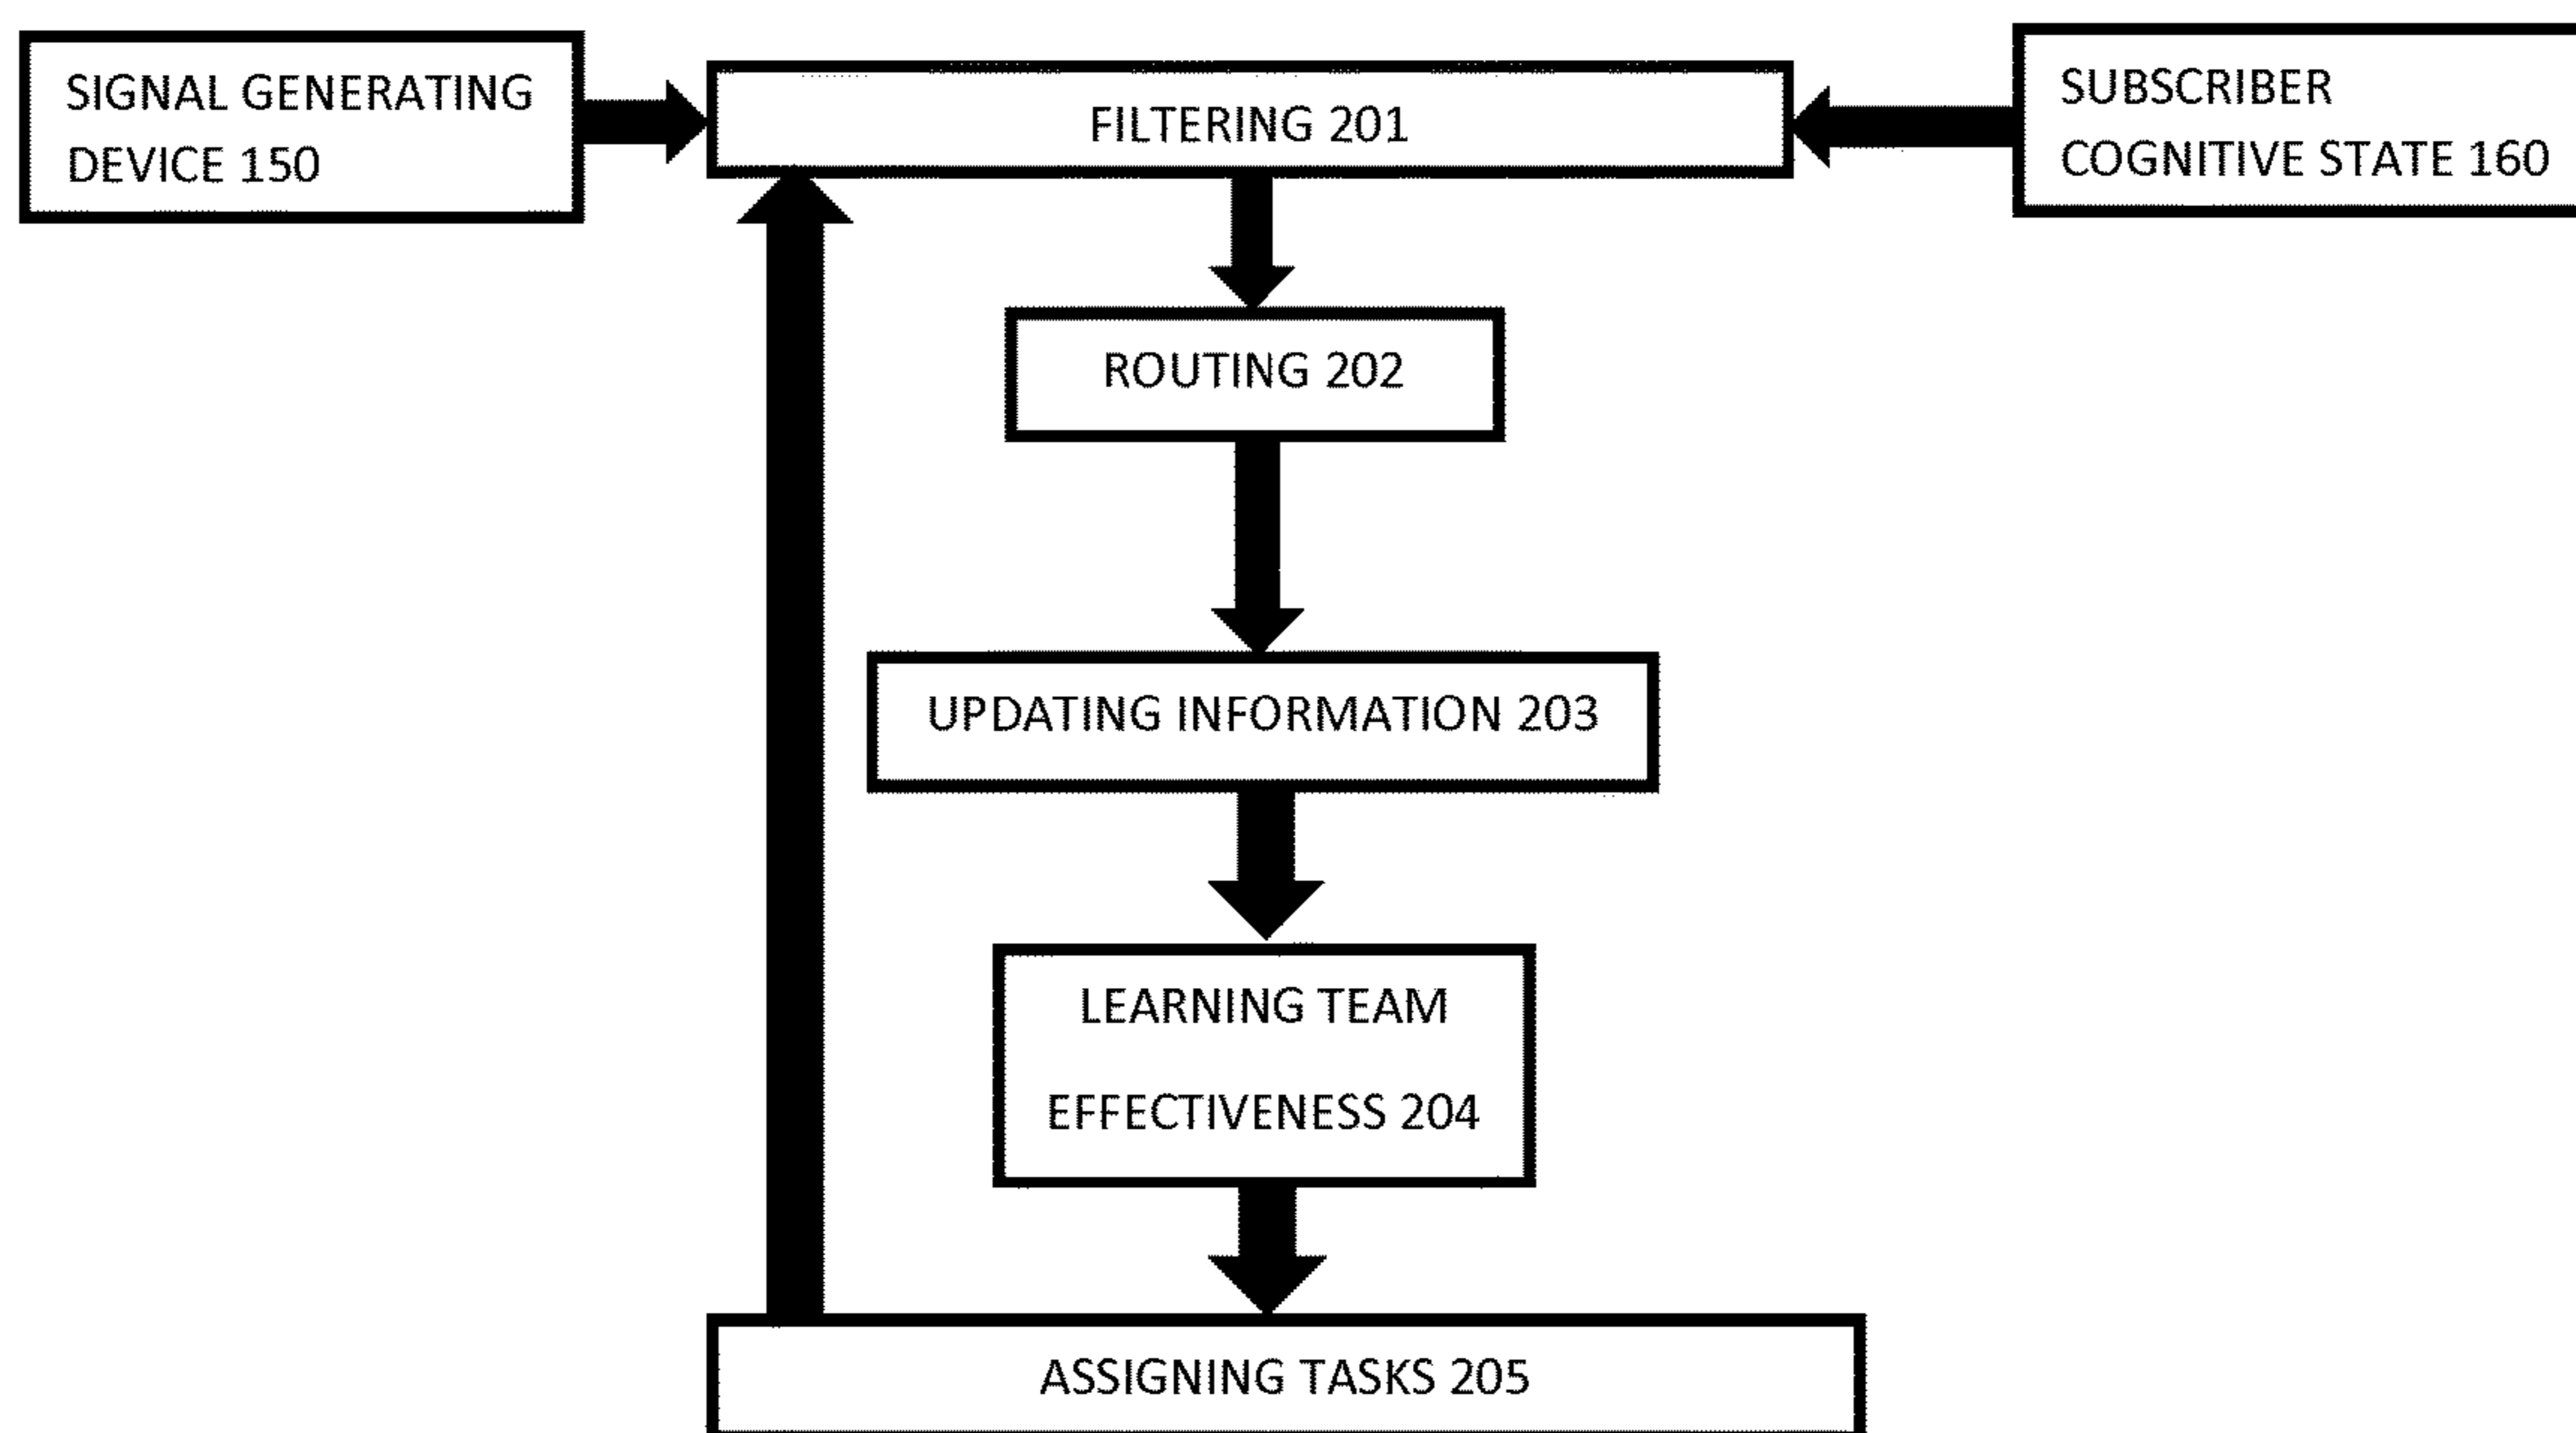 SIGNAL GENERATING
DEVICE 150
FILTERING 201
SUBSCRIBER
COGNITIVE STATE 160
ROUTING 202
UPDATING INFORMATION 203
LEARNING TEAM
EFFECTIVENESS 204
ASSIGNING TASKS 205